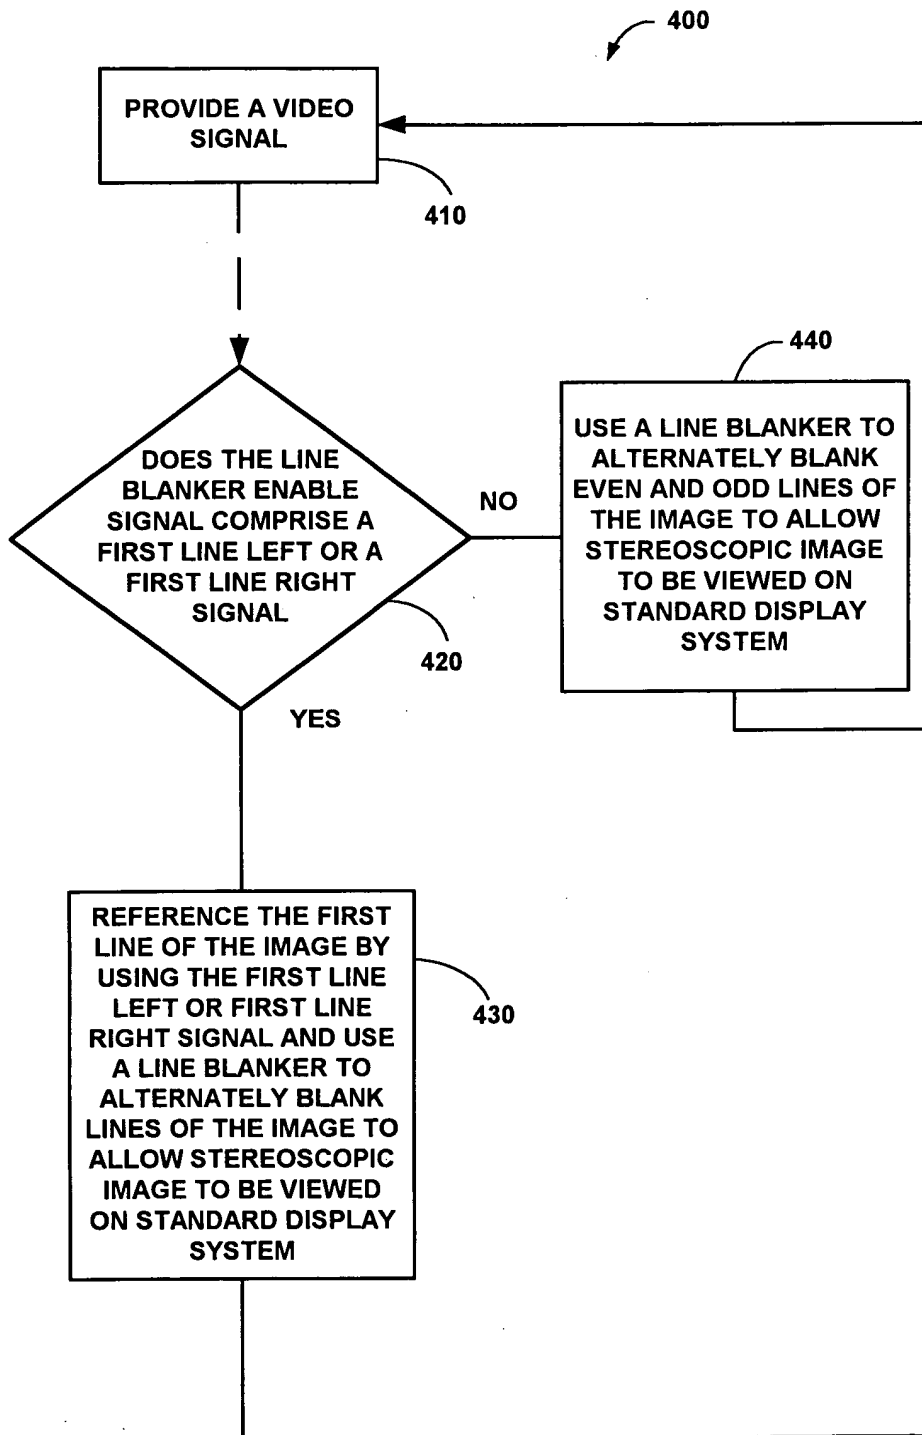 400
PROVIDE A VIDEO
SIGNAL
410
DOES THE LINE
BLANKER ENABLE
SIGNAL COMPRISE A
FIRST LINE LEFT OR A
FIRST LINE RIGHT
SIGNAL
420
NO
440
USE A LINE BLANKER TO
ALTERNATELY BLANK
EVEN AND ODD LINES OF
THE IMAGE TO ALLOW
STEREOSCOPIC IMAGE
TO BE VIEWED ON
STANDARD DISPLAY
SYSTEM
YES
REFERENCE THE FIRST
LINE OF THE IMAGE BY
USING THE FIRST LINE
LEFT OR FIRST LINE
RIGHT SIGNAL AND USE
A LINE BLANKER TO
ALTERNATELY BLANK
LINES OF THE IMAGE TO
ALLOW STEREOSCOPIC
IMAGE TO BE VIEWED
ON STANDARD DISPLAY
SYSTEM
430